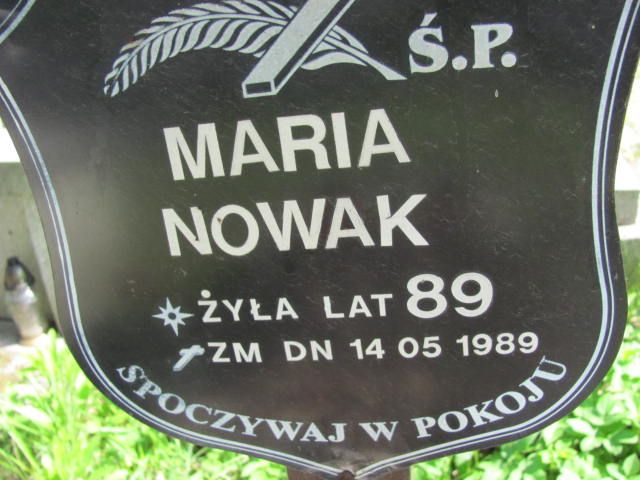 Ś.P.
MARIA
NOWAK
ŻYŁA LAT 89
ZM DN 14 05 1989
SPOCZYWAJ W POKOJU